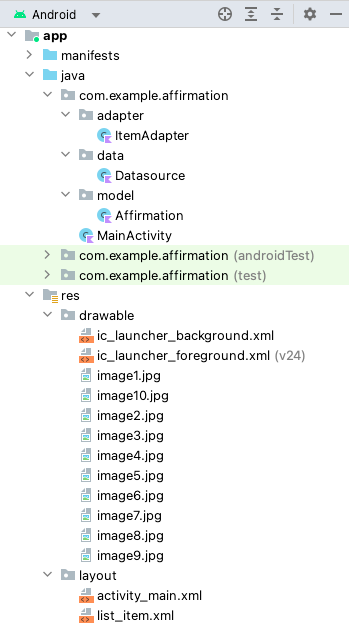 Android
app
manifests
java
com.example.affirmation
adapter
ItemAdapter
data
Datasource
model
Affirmation
MainActivity
com.example.affirmation (androidTest)
com.example.affirmation (test)
res
drawable
ic_launcher_background.xml
ic_launcher_foreground.xml (v24)
image1.jpg
image10.jpg
image2.jpg
image3.jpg
image4.jpg
image5.jpg
image6.jpg
image7.jpg
image8.jpg
image9.jpg
layout
activity_main.xml
list_item.xml